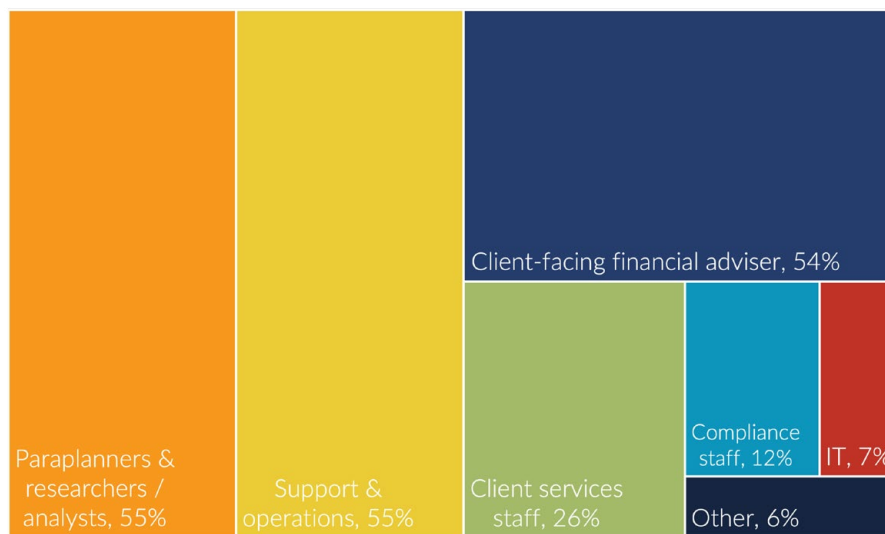 Paraplanners &
researchers /
analysts, 55%
Support &
operations, 55%
Client-facing financial adviser, 54%
Client services
staff, 26%
Compliance
staff, 12%
IT, 7%
Other, 6%